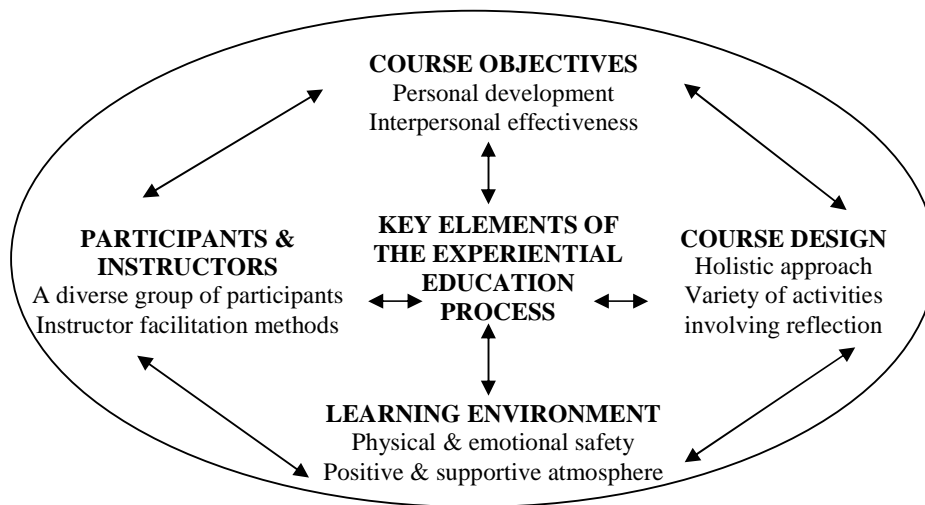 COURSE OBJECTIVES
Personal development
Interpersonal effectiveness
PARTICIPANTS &
INSTRUCTORS
A diverse group of participants
Instructor facilitation methods
KEY ELEMENTS OF
THE EXPERIENTIAL
EDUCATION
PROCESS
COURSE DESIGN
Holistic approach
Variety of activities
involving reflection
LEARNING ENVIRONMENT
Physical & emotional safety
Positive & supportive atmosphere